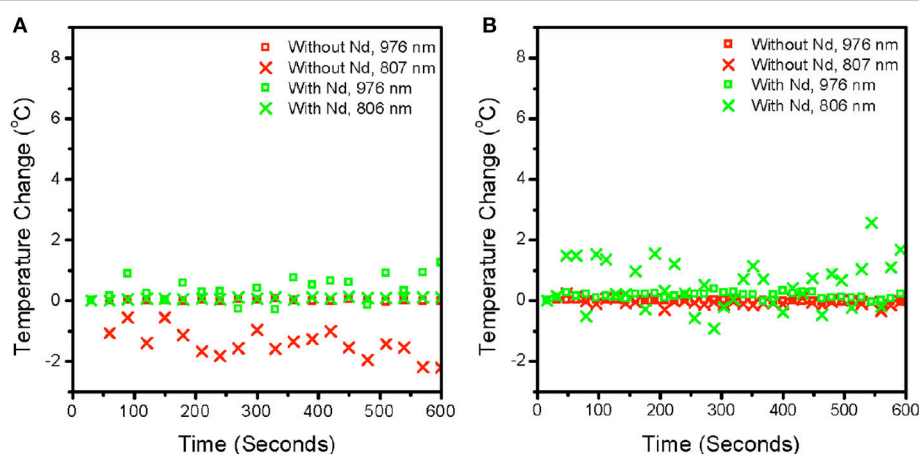 A
Temperature Change (°C)
8
6
4
2
0
-2
0 100 200 300 400 500 600
Time (Seconds)
Without Nd, 976 nm
Without Nd, 807 nm
With Nd, 976 nm
With Nd, 806 nm
B
Temperature Change (°C)
8
6
4
2
0
-2
0 100 200 300 400 500 600
Time (Seconds)
Without Nd, 976 nm
Without Nd, 807 nm
With Nd, 976 nm
With Nd, 806 nm